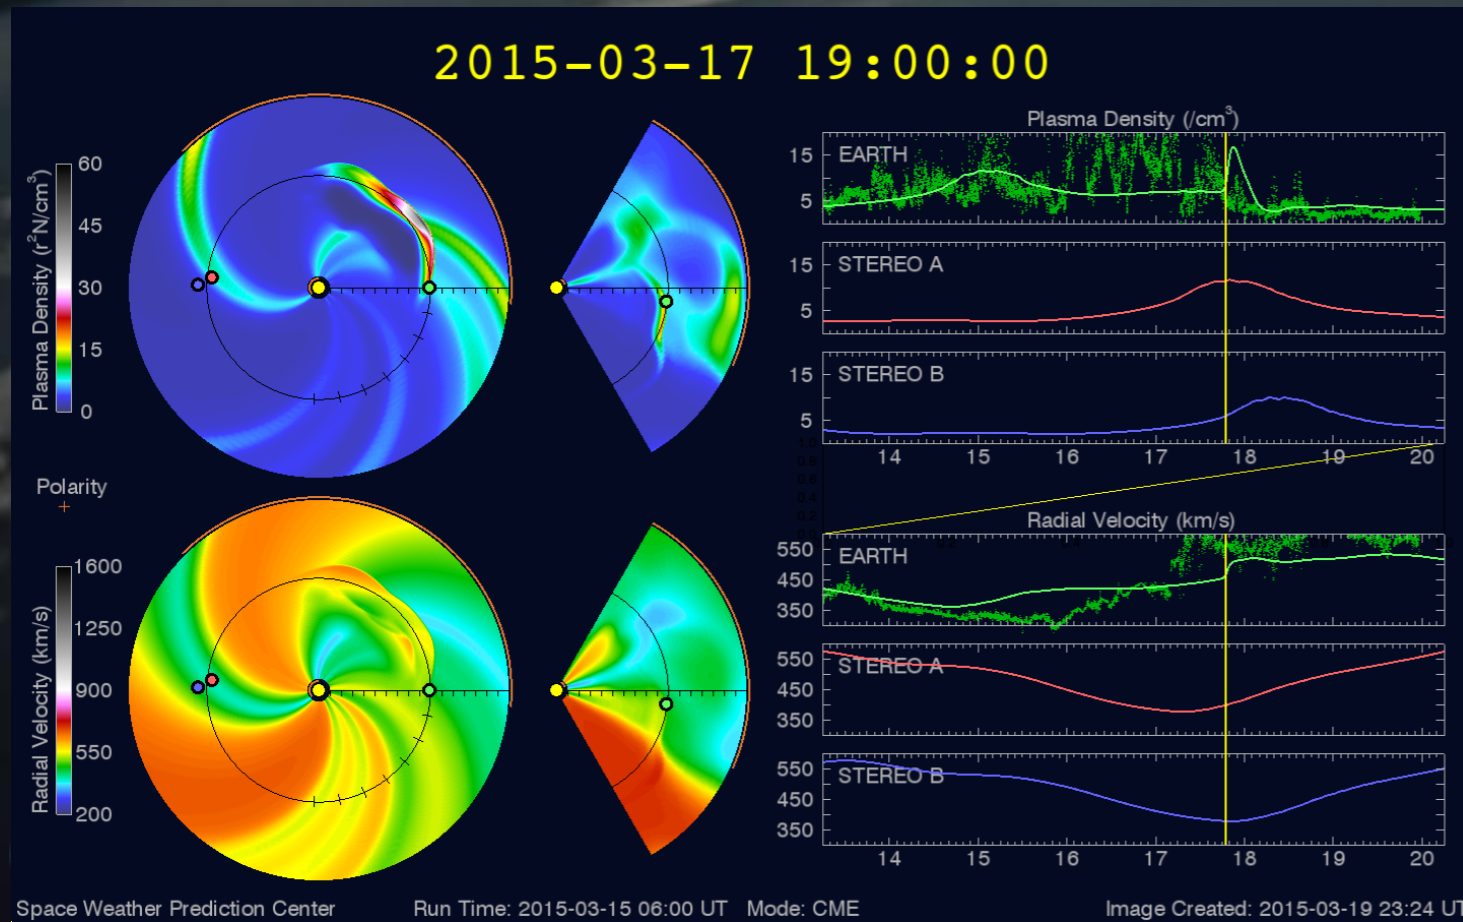 2015-03-17 19:00:00
Plasma Density (r²N/cm³)
60
45
30
15
0
Plasma Density (/cm³)
EARTH
15
5
STEREO A
15
5
STEREO B
15
5
14 15 16 17 18 19 20
Polarity
+
Radial Velocity (km/s)
1600
1250
900
550
200
Radial Velocity (km/s)
EARTH
550
450
350
STEREO A
550
450
350
STEREO B
550
450
350
14 15 16 17 18 19 20
Space Weather Prediction Center
Run Time: 2015-03-15 06:00 UT Mode: CME
Image Created: 2015-03-19 23:24 UT